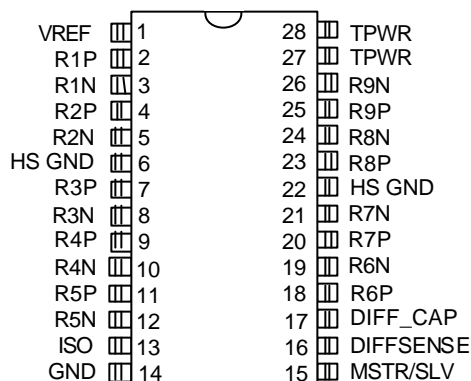 VREF 1 28 TPWR
R1P 2 27 TPWR
R1N 3 26 R9N
R2P 4 25 R9P
R2N 5 24 R8N
HS GND 6 23 R8P
R3P 7 22 HS GND
R3N 8 21 R7N
R4P 9 20 R7P
R4N 10 19 R6N
R5P 11 18 R6P
R5N 12 17 DIFF_CAP
ISO 13 16 DIFFSENSE
GND 14 15 MSTR/SLV